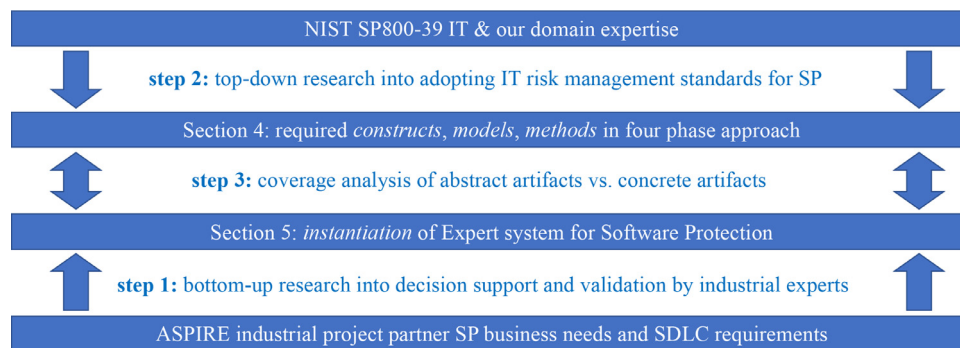 NIST SP800-39 IT & our domain expertise
step 2: top-down research into adopting IT risk management standards for SP
Section 4: required constructs, models, methods in four phase approach
step 3: coverage analysis of abstract artifacts vs. concrete artifacts
Section 5: instantiation of Expert system for Software Protection
step 1: bottom-up research into decision support and validation by industrial experts
ASPIRE industrial project partner SP business needs and SDLC requirements